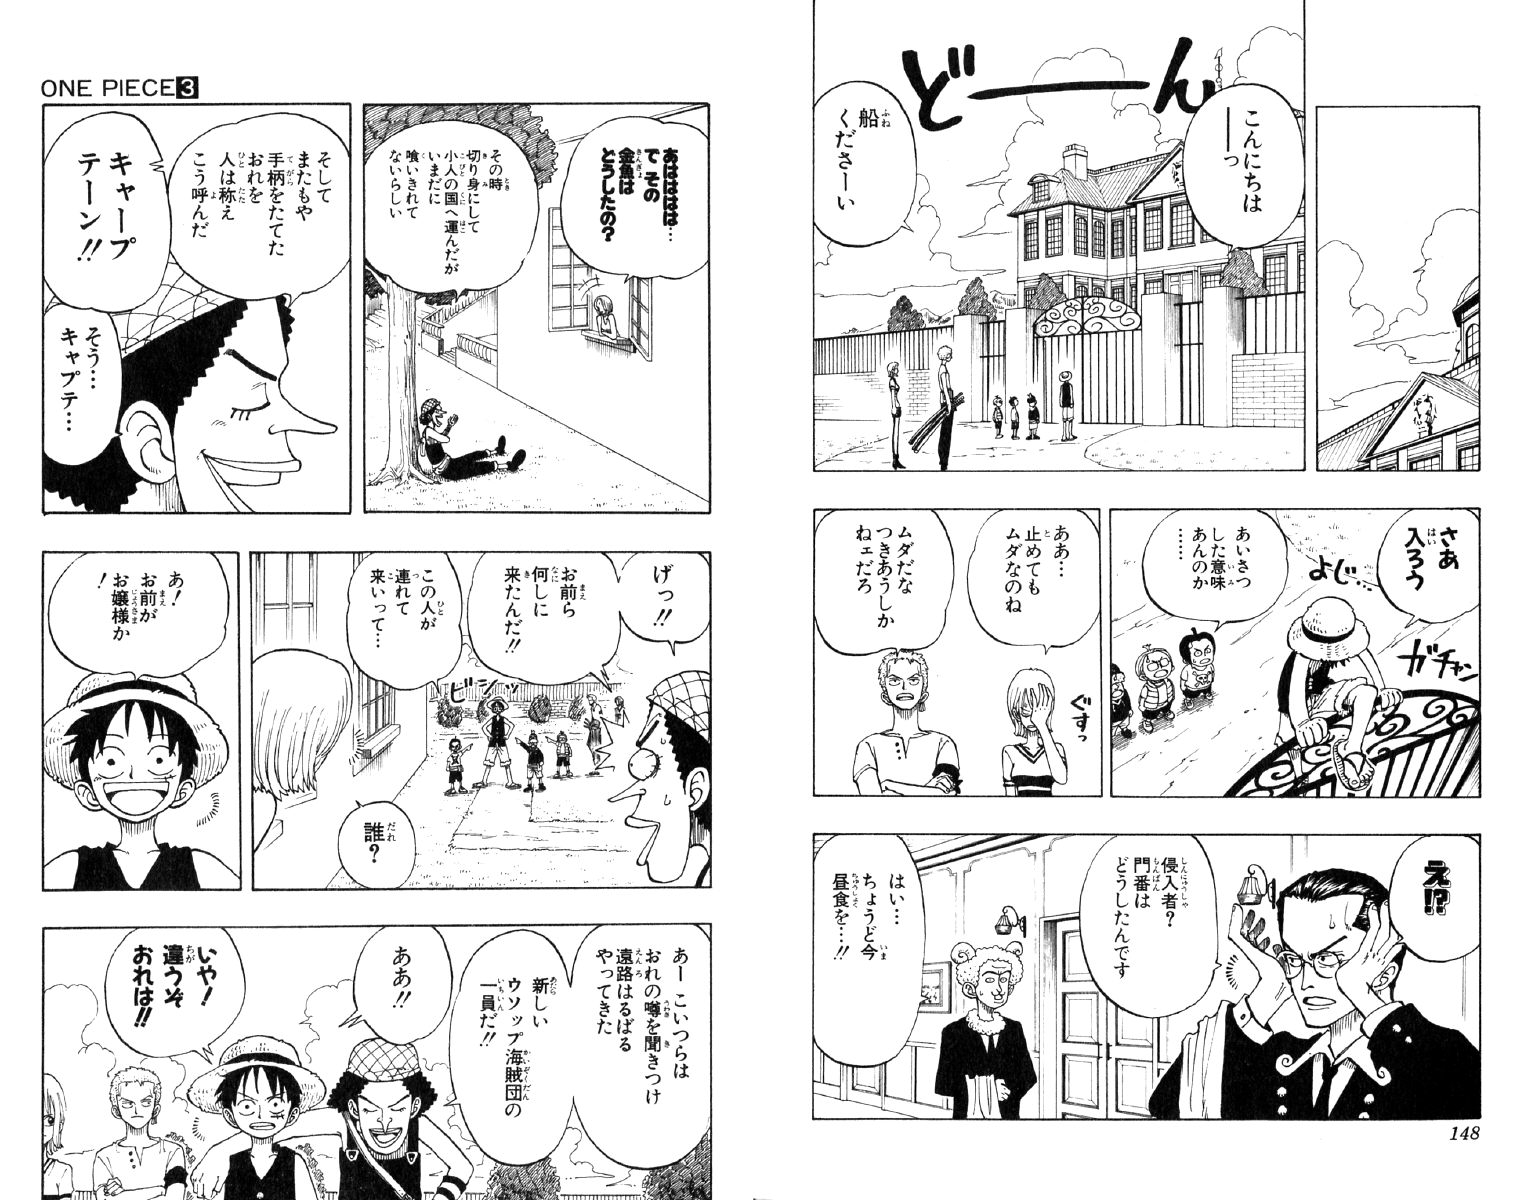 こんにちは
――っ
船
くださーい
どーーん
さあ
入ろう
よじ…
ガチャン
あいさつ
した意味
あんのか
……
ああ…
止めても
ムダなのね
ぐすっ
ムダだな
つきあうしか
ねェだろ
え!?
侵入者?
門番は
どうしたんです
はい…
ちょうど今
昼食を…!!
148
ONE PIECE 3
あはははは…
で その
金魚は
どうしたの?
その時
切り身にして
小人の国へ運んだが
いまだに
喰いきれて
ないらしい
そして
またもや
手柄をたてた
おれを
人は称え
こう呼んだ
キャープ
テーン!!
そう…
キャプテ…
げっ!!
お前ら
何しに
来たんだ!!
この人が
連れて
来いって…
ビシッ
誰?
あ!
お前が
お嬢様か
!
あー こいつらは
おれの噂を聞きつけ
遠路はるばる
やってきた
新しい
ウソップ海賊団の
一員だ!!
ああ!!
いや!
違うぞ
おれは!!